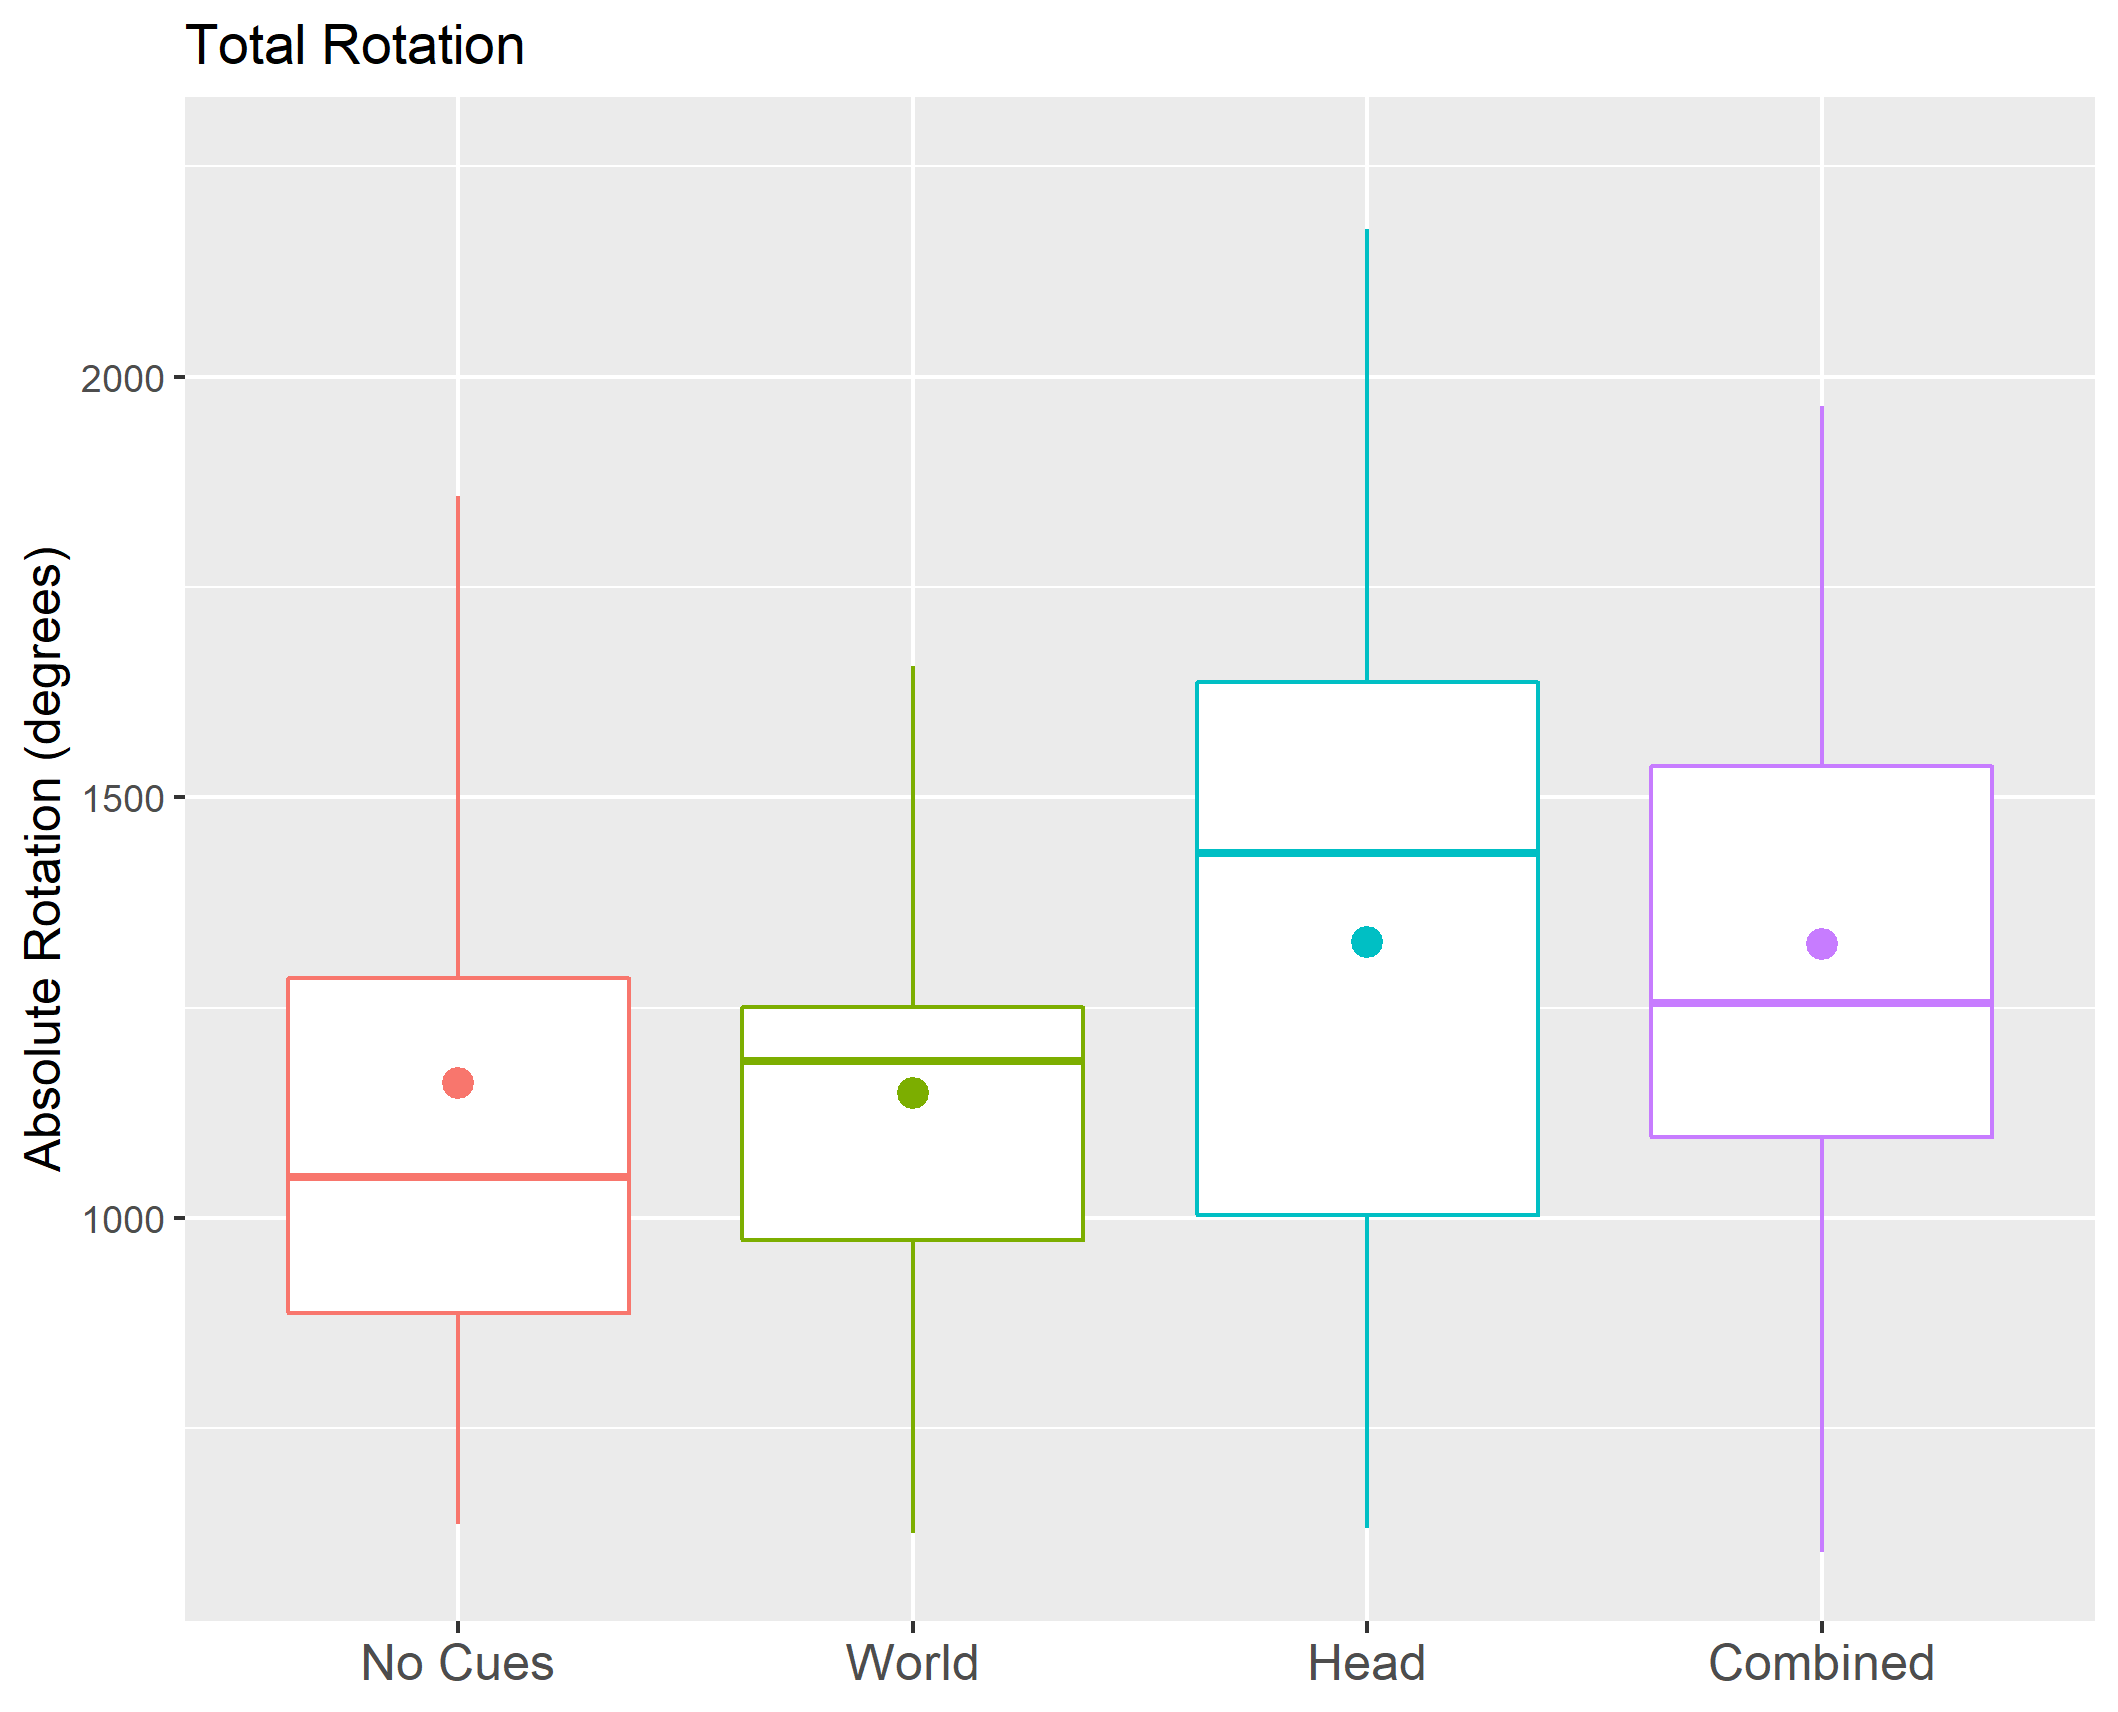 Total Rotation
Absolute Rotation (degrees)
2000
1500
1000
No Cues World Head Combined